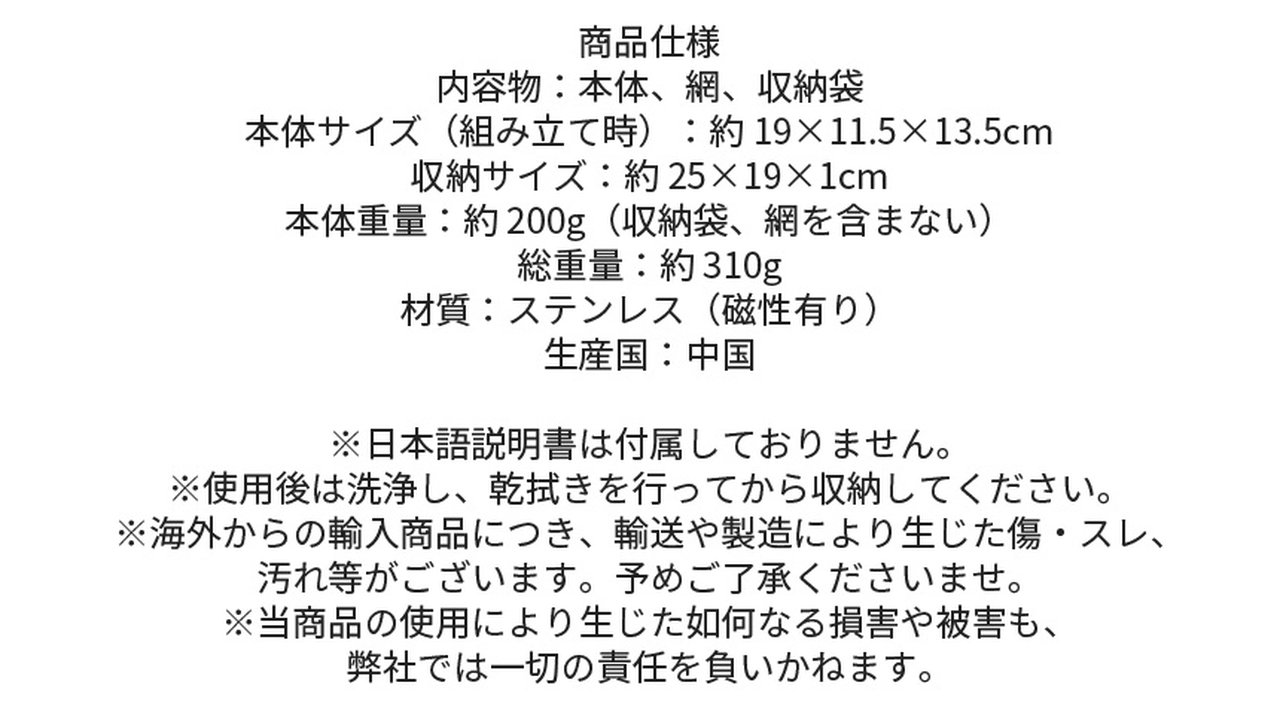 商品仕様
内容物：本体、網、収納袋
本体サイズ（組み立て時）：約 19×11.5×13.5cm
収納サイズ：約 25×19×1cm
本体重量：約 200g（収納袋、網を含まない）
総重量：約 310g
材質：ステンレス（磁性有り）
生産国：中国
※日本語説明書は付属しておりません。
※使用後は洗浄し、乾拭きを行ってから収納してください。
※海外からの輸入商品につき、輸送や製造により生じた傷・スレ、
汚れ等がございます。予めご了承くださいませ。
※当商品の使用により生じた如何なる損害や被害も、
弊社では一切の責任を負いかねます。